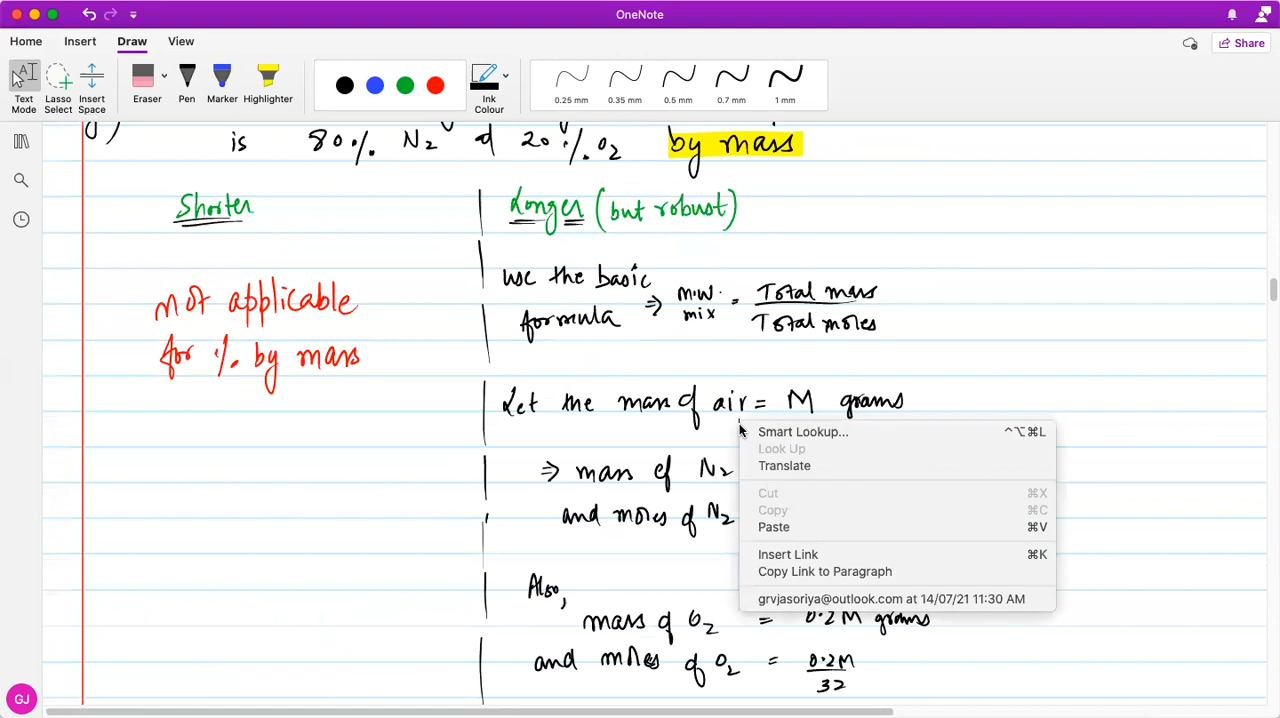 OneNote
Home Insert Draw View
Share
Text Mode
Lasso Select
Insert Space
Eraser
Pen
Marker
Highlighter
Ink Colour
0.25 mm
0.35 mm
0.5 mm
0.7 mm
1 mm
is 80% N2 d 20% O2 by mass
Shorter
not applicable
for % by mass
Longer (but robust)
use the basic
formula ⇒ M.W. mix = Total mass / Total moles
Let the mass of air = M grams
⇒ mass of N2
and moles of N2
Also,
mass of O2 = 0.2M grams
and moles of O2 = 0.2M / 32
Smart Lookup... ^⌥⌘L
Look Up
Translate
Cut ⌘X
Copy ⌘C
Paste ⌘V
Insert Link ⌘K
Copy Link to Paragraph
grvjasoriya@outlook.com at 14/07/21 11:30 AM
GJ